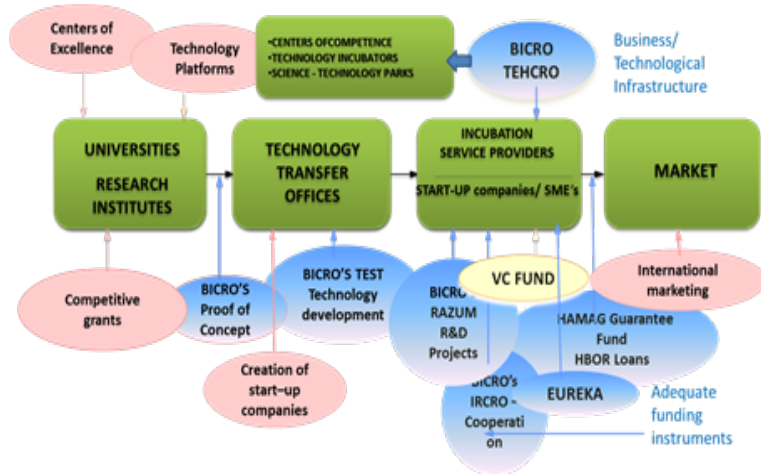 Centers of
Excellence
Technology
Platforms
•CENTERS OFCOMPETENCE
•TECHNOLOGY INCUBATORS
•SCIENCE - TECHNOLOGY PARKS
BICRO
TEHCRO
Business/
Technological
Infrastructure
UNIVERSITIES
RESEARCH
INSTITUTES
TECHNOLOGY
TRANSFER
OFFICES
INCUBATION
SERVICE PROVIDERS
START-UP companies/ SME's
MARKET
Competitive
grants
BICRO'S
Proof of
Concept
BICRO'S TEST
Technology
development
Creation of
start-up
companies
BICRO
RAZUM
R&D
Projects
VC FUND
International
marketing
HAMAG Guarantee
Fund
HBOR Loans
BICRO's
IRCRO -
Cooperati
on
EUREKA
Adequate
funding
instruments